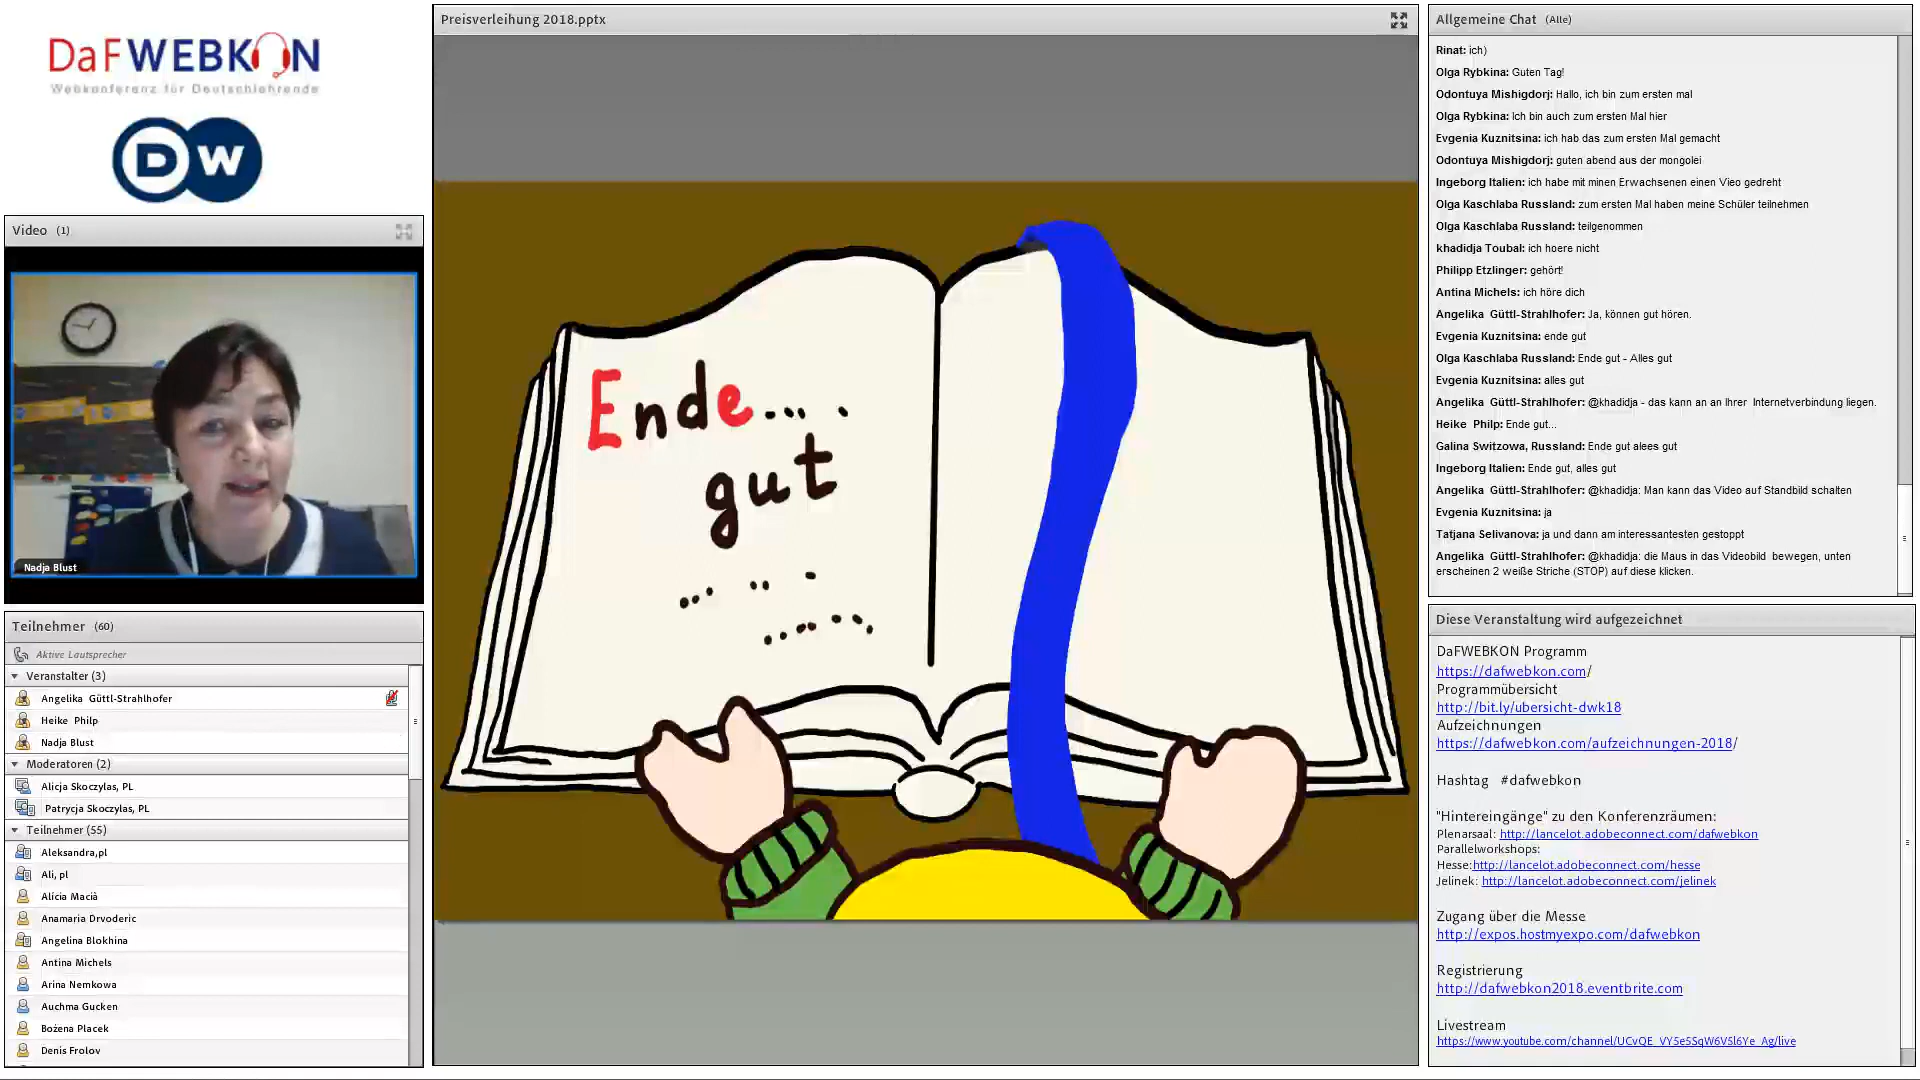 DaFWEBKON
Webkonferenz für Deutschlehrende
DW
Video (1)
Nadja Blust
Teilnehmer (60)
Aktive Lautsprecher
Veranstalter (3)
Angelika Güttl-Strahlhofer
Heike Philp
Nadja Blust
Moderatoren (2)
Alicja Skoczylas, PL
Patrycja Skoczylas, PL
Teilnehmer (55)
Aleksandra,pl
Ali, pl
Alícia Macià
Anamaria Drvoderic
Angelina Blokhina
Antina Michels
Arina Nemkowa
Auchma Gucken
Bożena Placek
Denis Frolov
Preisverleihung 2018.pptx
Ende... .
gut
Allgemeine Chat (Alle)
Rinat: ich)
Olga Rybkina: Guten Tag!
Odontuya Mishigdorj: Hallo, ich bin zum ersten mal
Olga Rybkina: Ich bin auch zum ersten Mal hier
Evgenia Kuznitsina: ich hab das zum ersten Mal gemacht
Odontuya Mishigdorj: guten abend aus der mongolei
Ingeborg Italien: ich habe mit minen Erwachsenen einen Vieo gedreht
Olga Kaschlaba Russland: zum ersten Mal haben meine Schüler teilnehmen
Olga Kaschlaba Russland: teilgenommen
khadidja Toubal: ich hoere nicht
Philipp Etzlinger: gehört!
Antina Michels: ich höre dich
Angelika Güttl-Strahlhofer: Ja, können gut hören.
Evgenia Kuznitsina: ende gut
Olga Kaschlaba Russland: Ende gut - Alles gut
Evgenia Kuznitsina: alles gut
Angelika Güttl-Strahlhofer: @khadidja - das kann an an Ihrer Internetverbindung liegen.
Heike Philp: Ende gut...
Galina Switzowa, Russland: Ende gut alees gut
Ingeborg Italien: Ende gut, alles gut
Angelika Güttl-Strahlhofer: @khadidja: Man kann das Video auf Standbild schalten
Evgenia Kuznitsina: ja
Tatjana Selivanova: ja und dann am interessantesten gestoppt
Angelika Güttl-Strahlhofer: @khadidja: die Maus in das Videobild bewegen, unten
erscheinen 2 weiße Striche (STOP) auf diese klicken.
Diese Veranstaltung wird aufgezeichnet
DaFWEBKON Programm
https://dafwebkon.com/
Programmübersicht
http://bit.ly/ubersicht-dwk18
Aufzeichnungen
https://dafwebkon.com/aufzeichnungen-2018/
Hashtag #dafwebkon
"Hintereingänge" zu den Konferenzräumen:
Plenarsaal: http://lancelot.adobeconnect.com/dafwebkon
Parallelworkshops:
Hesse:http://lancelot.adobeconnect.com/hesse
Jelinek: http://lancelot.adobeconnect.com/jelinek
Zugang über die Messe
http://expos.hostmyexpo.com/dafwebkon
Registrierung
http://dafwebkon2018.eventbrite.com
Livestream
https://www.youtube.com/channel/UCvQE_VY5e5SqW6V5l6Ye_Ag/live